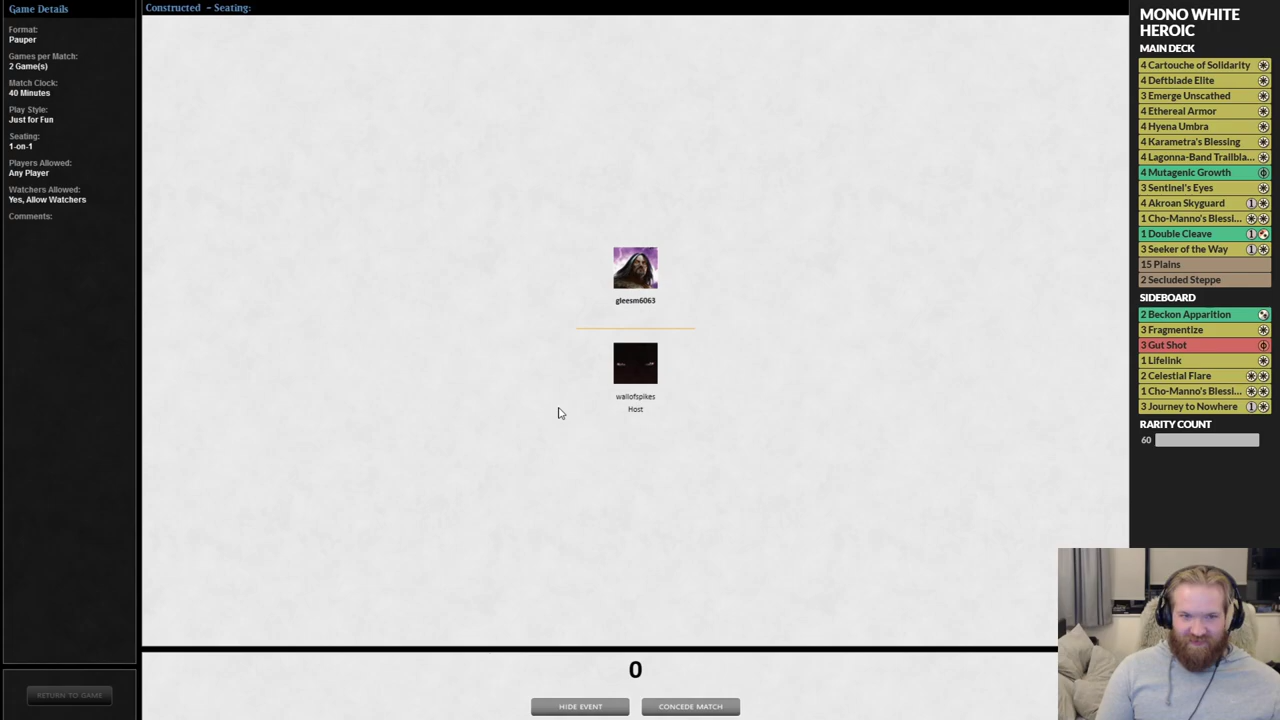 Game Details
Format:
Pauper
Games per Match:
2 Game(s)
Match Clock:
40 Minutes
Play Style:
Just for Fun
Seating:
1-on-1
Players Allowed:
Any Player
Watchers Allowed:
Yes, Allow Watchers
Comments:
RETURN TO GAME
Constructed - Seating:
gleesm6063
wallofspikes
Host
0
HIDE EVENT
CONCEDE MATCH
MONO WHITE
HEROIC
MAIN DECK
4 Cartouche of Solidarity
4 Deftblade Elite
3 Emerge Unscathed
4 Ethereal Armor
4 Hyena Umbra
4 Karametra's Blessing
4 Lagonna-Band Trailbla...
4 Mutagenic Growth
3 Sentinel's Eyes
4 Akroan Skyguard 1
1 Cho-Manno's Blessi...
1 Double Cleave 1
3 Seeker of the Way 1
15 Plains
2 Secluded Steppe
SIDEBOARD
2 Beckon Apparition
3 Fragmentize
3 Gut Shot
1 Lifelink
2 Celestial Flare
1 Cho-Manno's Blessi...
3 Journey to Nowhere 1
RARITY COUNT
60